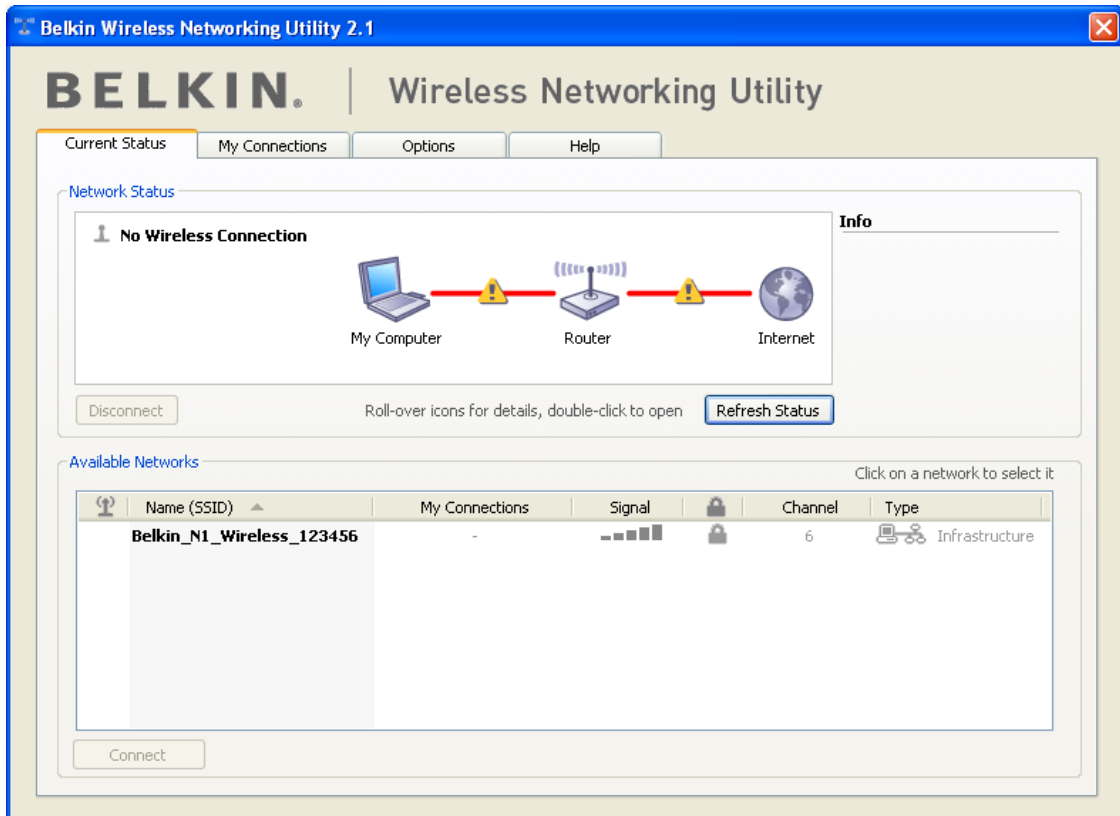 Belkin Wireless Networking Utility 2.1
BELKIN. | Wireless Networking Utility
Current Status My Connections Options Help
Network Status
No Wireless Connection
Info
My Computer Router Internet
Disconnect Roll-over icons for details, double-click to open Refresh Status
Available Networks
Click on a network to select it
Name (SSID) My Connections Signal Channel Type
Belkin_N1_Wireless_123456 - 6 Infrastructure
Connect